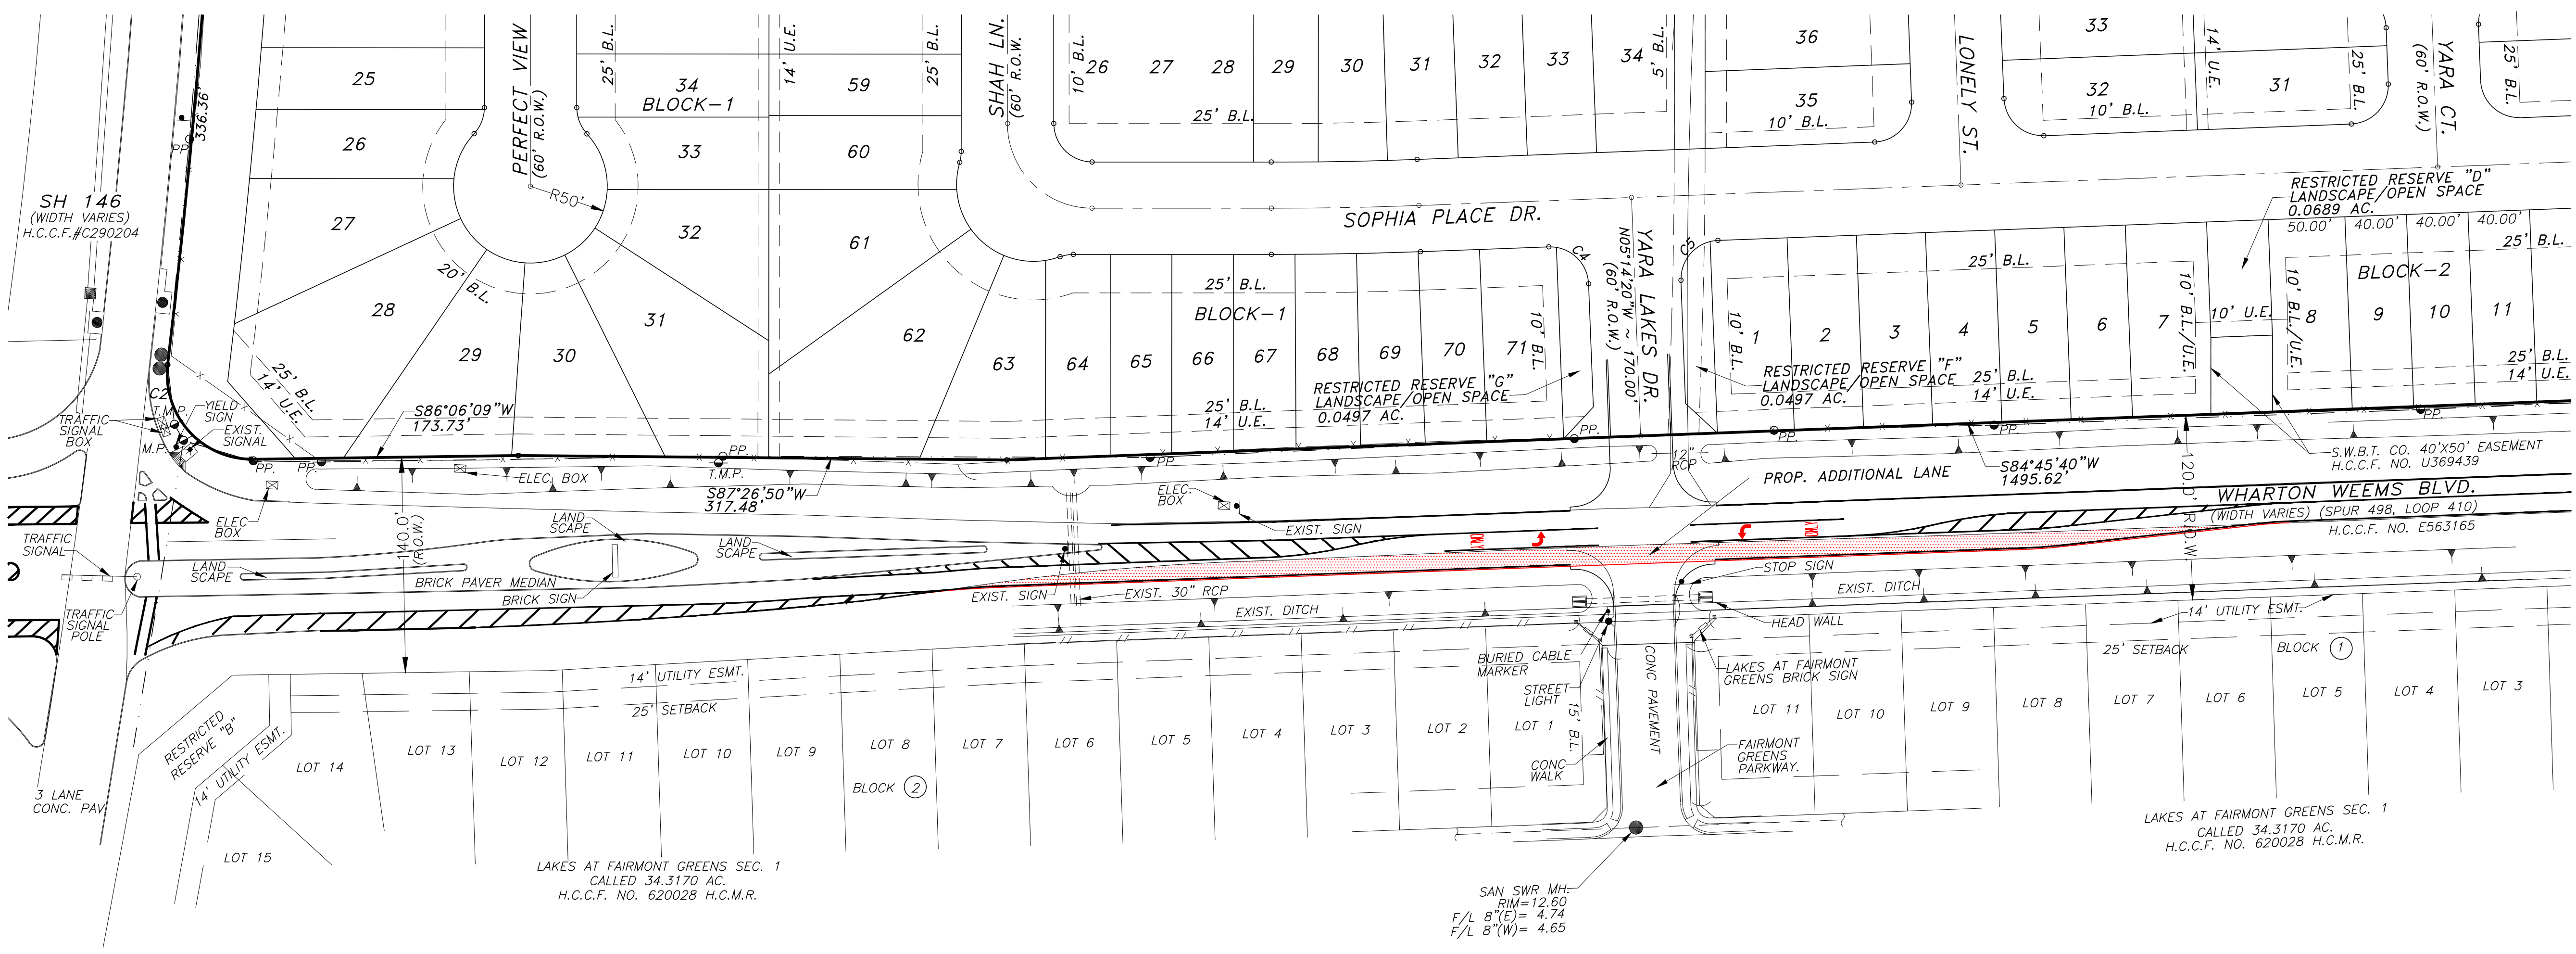 336.36'
PP.
SH 146
(WIDTH VARIES)
H.C.C.F.#C290204
25
26
27
28
29
30
31
32
33
34
BLOCK-1
PERFECT VIEW
(60' R.O.W.)
R50'
20' B.L.
25' B.L.
14' U.E.
25' B.L.
59
60
61
62
63
64
65
66
67
68
69
70
71
SHAH LN.
(60' R.O.W.)
10' B.L.
26
27
28
29
30
31
32
33
34
25' B.L.
5' B.L.
36
35
10' B.L.
LONELY ST.
33
32
10' B.L.
14' U.E.
31
25' B.L.
YARA CT.
(60' R.O.W.)
25' B.L.
SOPHIA PLACE DR.
RESTRICTED RESERVE "D"
LANDSCAPE/OPEN SPACE
0.0689 AC.
50.00'
40.00'
40.00'
40.00'
25' B.L.
BLOCK-2
8
9
10
11
25' B.L.
14' U.E.
10' U.E.
10' B.L./U.E.
10' B.L./U.E.
25' B.L.
1
2
3
4
5
6
7
10' B.L.
C5
C4
YARA LAKES DR.
N05°14'20"W ~ 170.00'
(60' R.O.W.)
25' B.L.
BLOCK-1
10' B.L.
RESTRICTED RESERVE "G"
LANDSCAPE/OPEN SPACE
0.0497 AC.
25' B.L.
14' U.E.
RESTRICTED RESERVE "F"
LANDSCAPE/OPEN SPACE
0.0497 AC.
25' B.L.
14' U.E.
25' B.L.
14' U.E.
S86°06'09"W
173.73'
C2
T.M.P.
YIELD
SIGN
TRAFFIC
SIGNAL
BOX
EXIST.
SIGNAL
M.P.
PP.
PP.
ELEC. BOX
PP.
T.M.P.
S87°26'50"W
317.48'
PP.
PP.
PP.
PP.
PP.
12"
RCP
PROP. ADDITIONAL LANE
S84°45'40"W
1495.62'
S.W.B.T. CO. 40'X50' EASEMENT
H.C.C.F. NO. U369439
120.0' R.O.W.
WHARTON WEEMS BLVD.
(WIDTH VARIES) (SPUR 498, LOOP 410)
H.C.C.F. NO. E563165
ELEC.
BOX
EXIST. SIGN
ONLY
ONLY
ELEC
BOX
140.0'
(R.O.W.)
LAND
SCAPE
LAND
SCAPE
LAND
SCAPE
BRICK PAVER MEDIAN
BRICK SIGN
TRAFFIC
SIGNAL
TRAFFIC
SIGNAL
POLE
EXIST. SIGN
EXIST. 30" RCP
EXIST. DITCH
STOP SIGN
EXIST. DITCH
HEAD WALL
14' UTILITY ESMT.
25' SETBACK
BLOCK 1
BURIED CABLE
MARKER
STREET
LIGHT
CONC PAVEMENT
15' B.L.
CONC
WALK
LAKES AT FAIRMONT
GREENS BRICK SIGN
FAIRMONT
GREENS
PARKWAY.
14' UTILITY ESMT.
25' SETBACK
RESTRICTED
RESERVE "B"
14' UTILITY ESMT.
LOT 15
LOT 14
LOT 13
LOT 12
LOT 11
LOT 10
LOT 9
LOT 8
LOT 7
LOT 6
LOT 5
LOT 4
LOT 3
LOT 2
LOT 1
BLOCK 2
LOT 11
LOT 10
LOT 9
LOT 8
LOT 7
LOT 6
LOT 5
LOT 4
LOT 3
3 LANE
CONC. PAV.
LAKES AT FAIRMONT GREENS SEC. 1
CALLED 34.3170 AC.
H.C.C.F. NO. 620028 H.C.M.R.
LAKES AT FAIRMONT GREENS SEC. 1
CALLED 34.3170 AC.
H.C.C.F. NO. 620028 H.C.M.R.
SAN SWR MH.
RIM=12.60
F/L 8"(E)= 4.74
F/L 8"(W)= 4.65